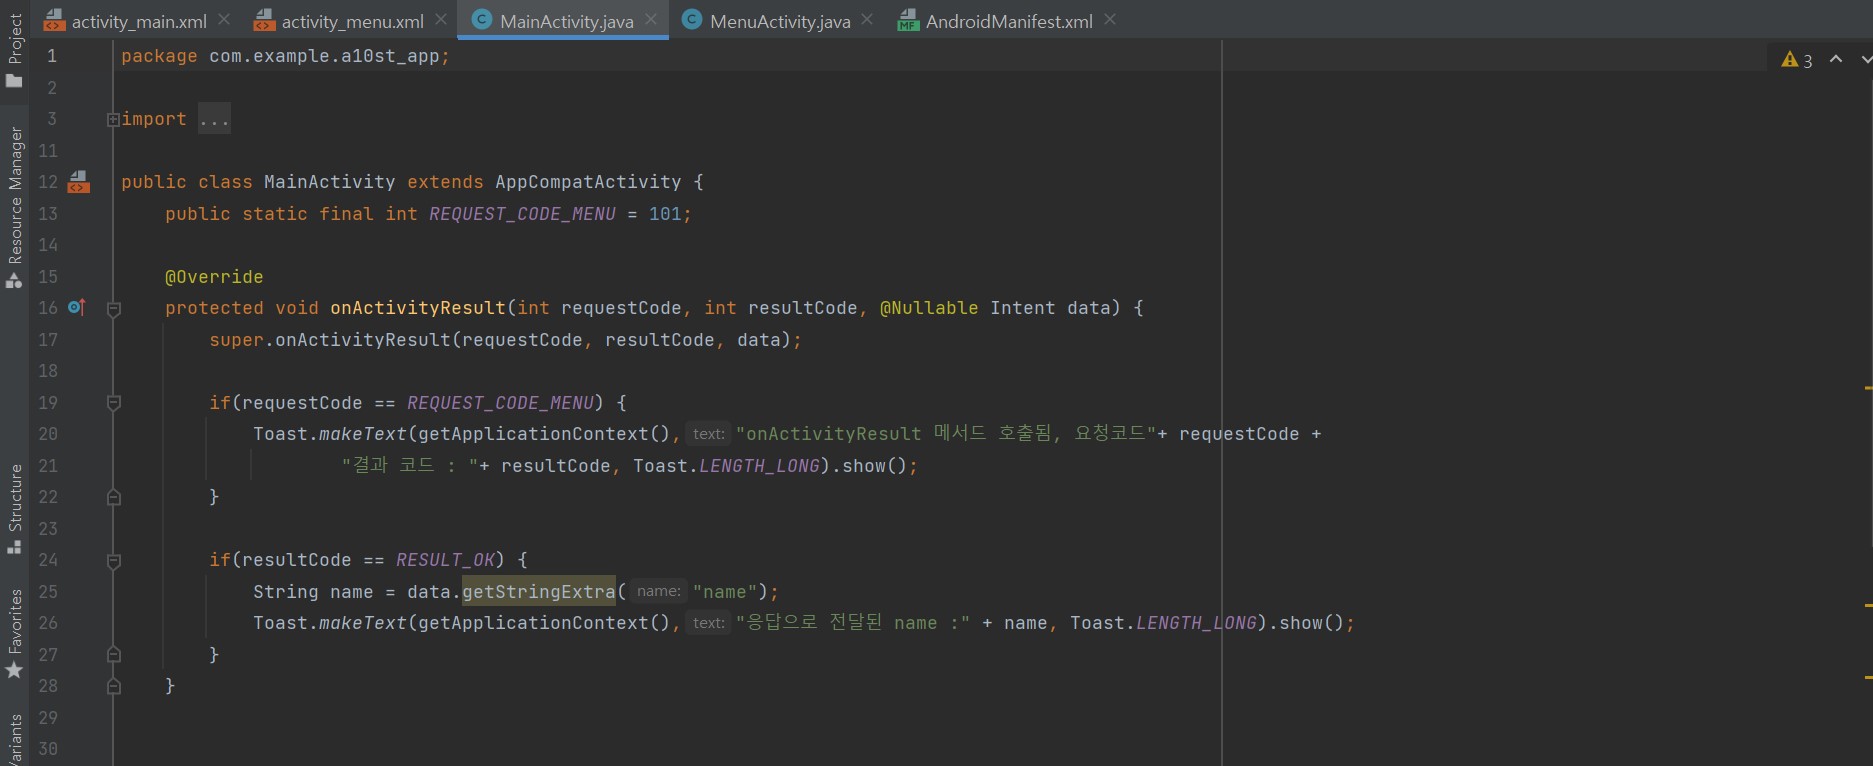 activity_main.xml activity_menu.xml MainActivity.java MenuActivity.java AndroidManifest.xml
Project
Resource Manager
Structure
Favorites
Variants
3
1 package com.example.a10st_app;
2
3 import ...
11
12 public class MainActivity extends AppCompatActivity {
13 public static final int REQUEST_CODE_MENU = 101;
14
15 @Override
16 protected void onActivityResult(int requestCode, int resultCode, @Nullable Intent data) {
17 super.onActivityResult(requestCode, resultCode, data);
18
19 if(requestCode == REQUEST_CODE_MENU) {
20 Toast.makeText(getApplicationContext(), text: "onActivityResult 메서드 호출됨, 요청코드"+ requestCode +
21 "결과 코드 : "+ resultCode, Toast.LENGTH_LONG).show();
22 }
23
24 if(resultCode == RESULT_OK) {
25 String name = data.getStringExtra( name: "name");
26 Toast.makeText(getApplicationContext(), text: "응답으로 전달된 name :" + name, Toast.LENGTH_LONG).show();
27 }
28 }
29
30